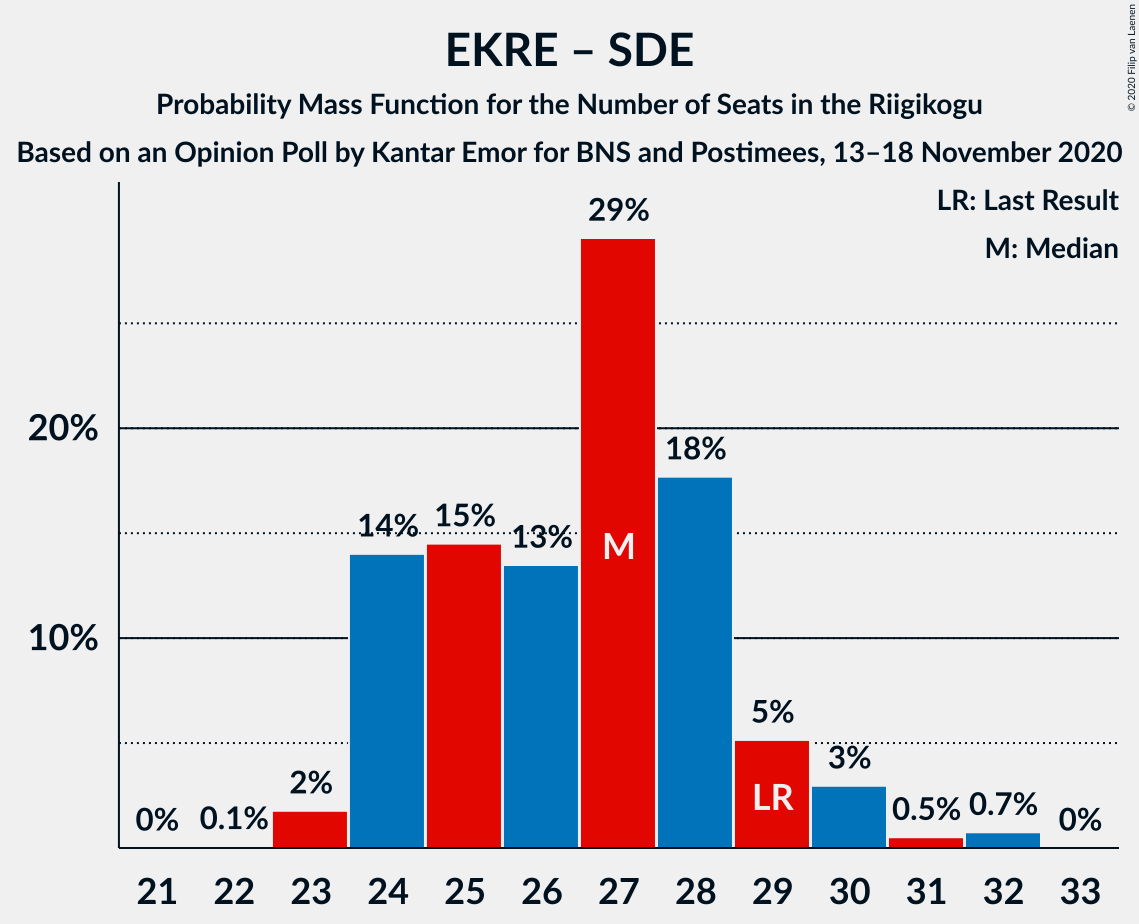 EKRE – SDE
Probability Mass Function for the Number of Seats in the Riigikogu
Based on an Opinion Poll by Kantar Emor for BNS and Postimees, 13–18 November 2020
© 2020 Filip van Laenen
LR: Last Result
M: Median
29%
20%
18%
15%
14%
13%
M
10%
5%
3%
2%
LR
0%
0.1%
0.5%
0.7%
0%
21 22 23 24 25 26 27 28 29 30 31 32 33